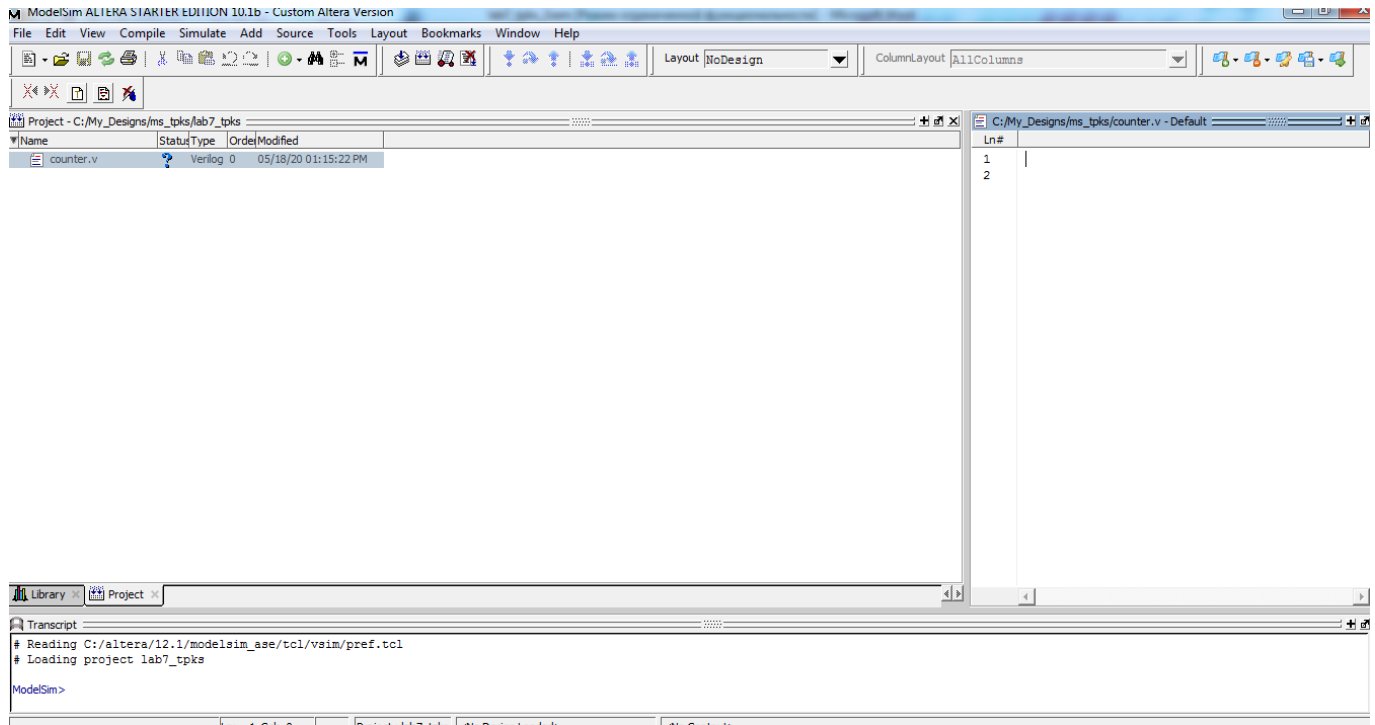 ModelSim ALTERA STARTER EDITION 10.1b - Custom Altera Version
File Edit View Compile Simulate Add Source Tools Layout Bookmarks Window Help
Layout NoDesign
ColumnLayout AllColumns
Project - C:/My_Designs/ms_tpks/lab7_tpks
Name Status Type Order Modified
counter.v ? Verilog 0 05/18/20 01:15:22 PM
C:/My_Designs/ms_tpks/counter.v - Default
Ln#
1
2
Library Project
Transcript
# Reading C:/altera/12.1/modelsim_ase/tcl/vsim/pref.tcl
# Loading project lab7_tpks
ModelSim>